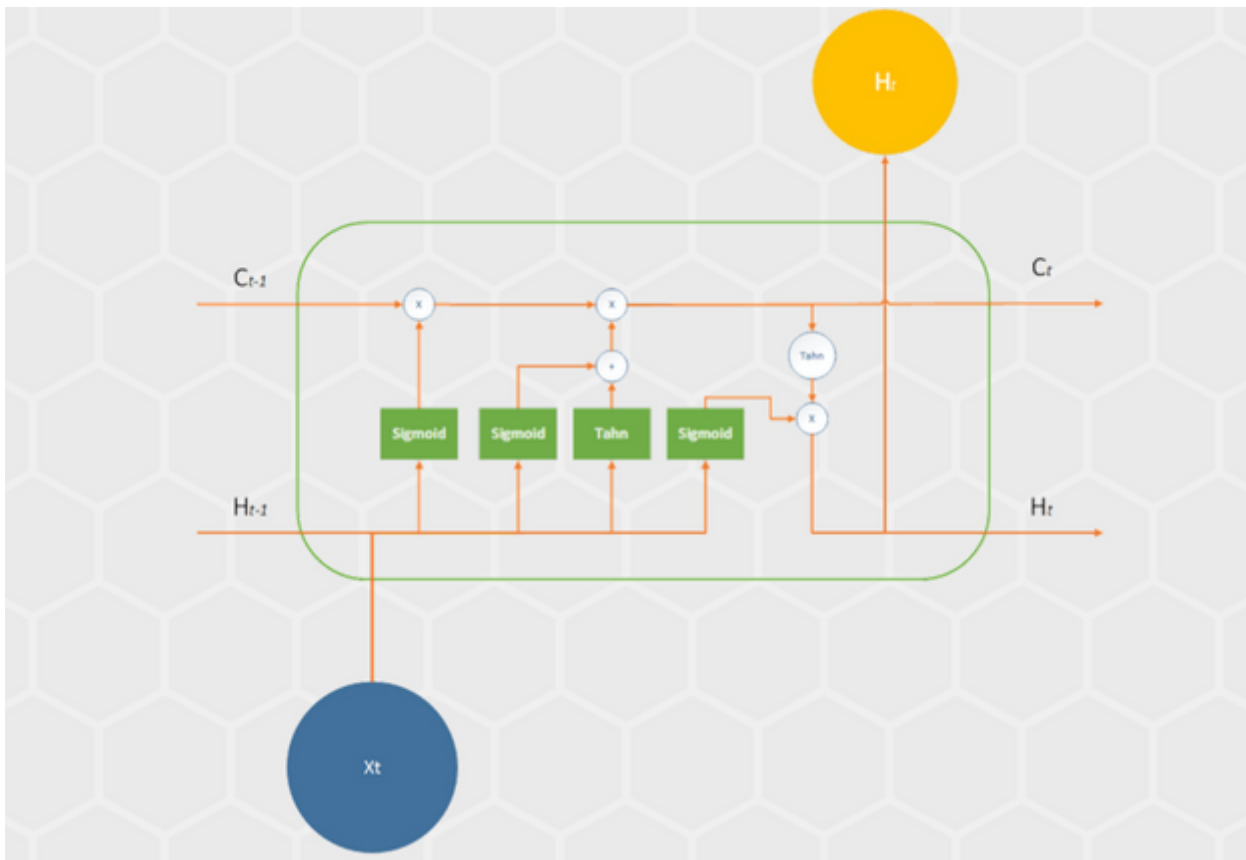 Ht
Ct-1
Ct
x
x
Tahn
+
x
Sigmoid
Sigmoid
Tahn
Sigmoid
Ht-1
Ht
Xt